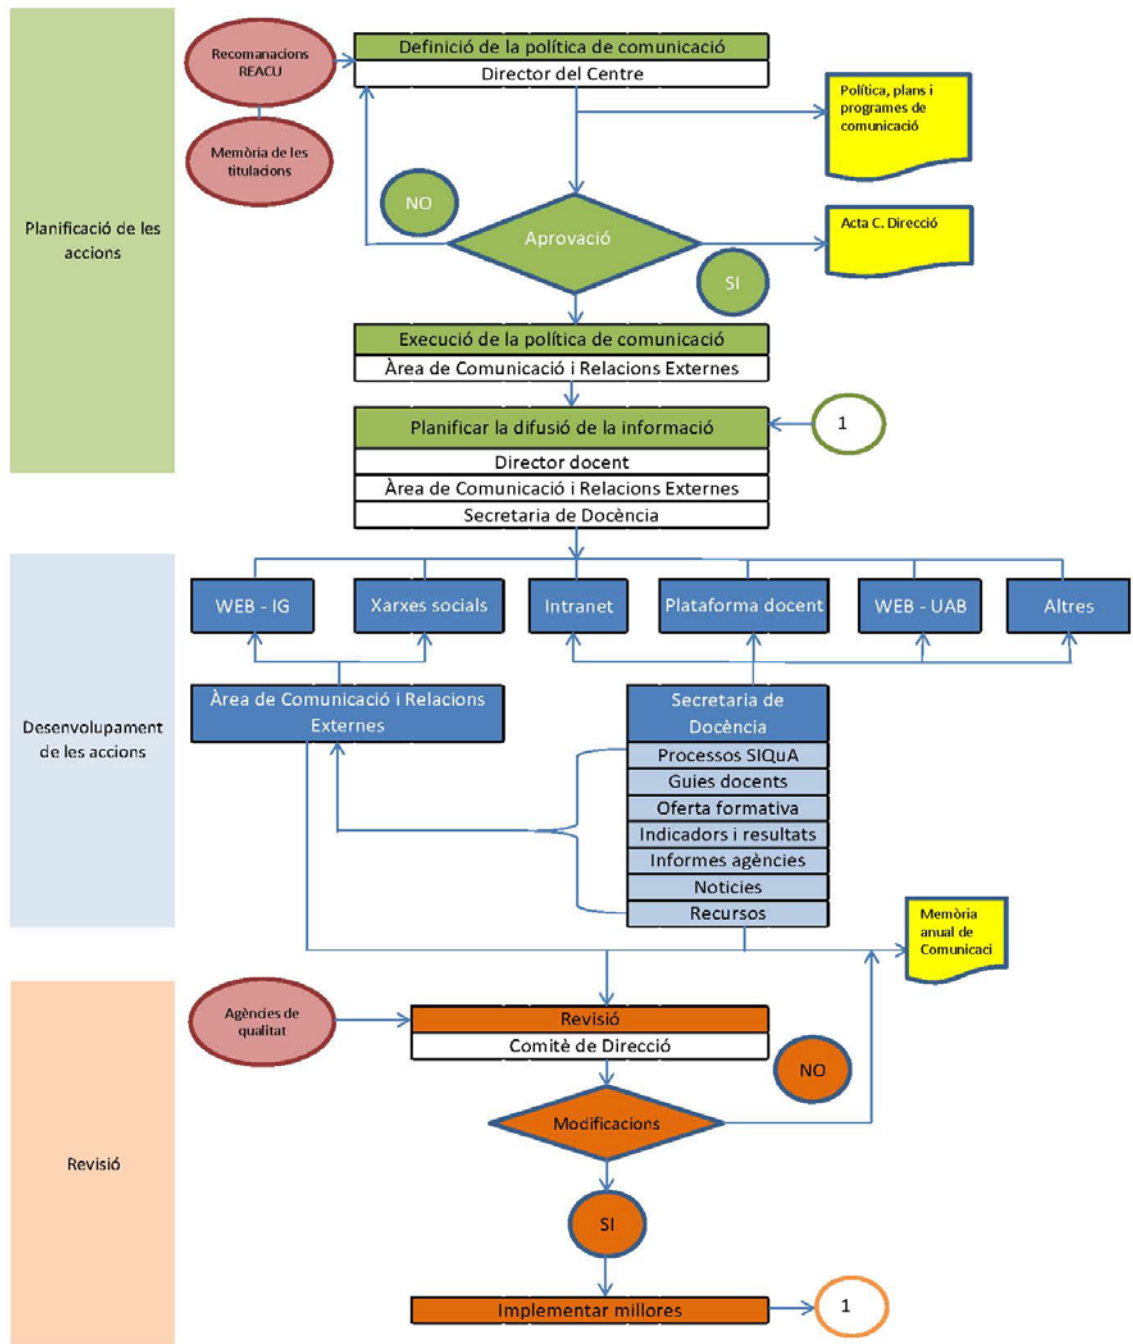 Recomanacions
REACU
Definició de la política de comunicació
Director del Centre
Política, plans i
programes de
comunicació
Memòria de les
titulacions
NO
Aprovació
Acta C. Direcció
Planificació de les
accions
SI
Execució de la política de comunicació
Àrea de Comunicació i Relacions Externes
Planificar la difusió de la informació
1
Director docent
Àrea de Comunicació i Relacions Externes
Secretaria de Docència
WEB - IG
Xarxes socials
Intranet
Plataforma docent
WEB - UAB
Altres
Àrea de Comunicació i Relacions
Externes
Secretaria de
Docència
Desenvolupament
de les accions
Processos SIQuA
Guies docents
Oferta formativa
Indicadors i resultats
Informes agències
Noticies
Recursos
Memòria
anual de
Comunicaci
Agències de
qualitat
Revisió
Comitè de Direcció
NO
Modificacions
Revisió
SI
Implementar millores
1